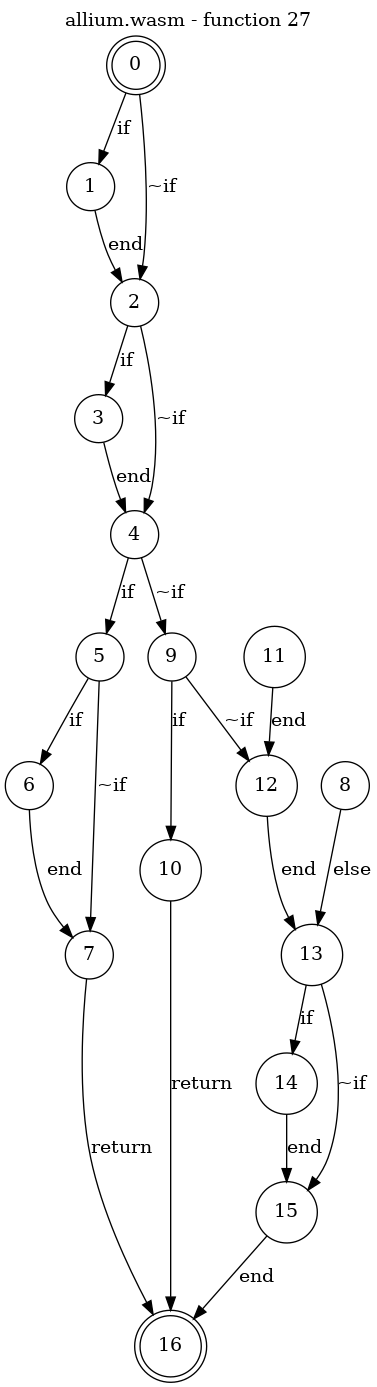 allium.wasm - function 27
0
if
~if
1
end
2
if
~if
3
end
4
if
~if
5
9
11
if
~if
if
~if
end
6
12
8
end
10
end
else
7
13
if
~if
14
return
return
end
15
end
16